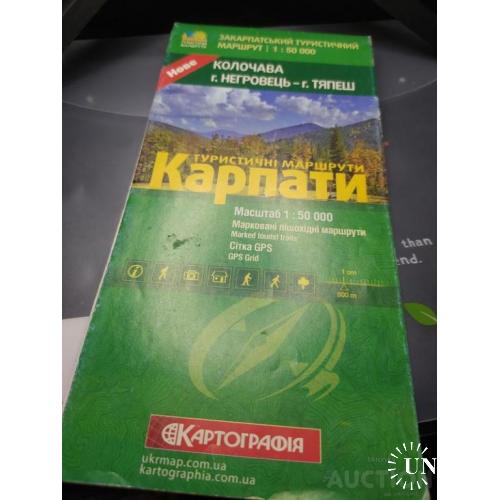 ЗАКАРПАТСЬКИЙ ТУРИСТИЧНИЙ
МАРШРУТ | 1 : 50 000
Нове
КОЛОЧАВА
г. НЕГРОВЕЦЬ – г. ТЯПЕШ
ТУРИСТИЧНІ МАРШРУТИ
Карпати
Масштаб 1 : 50 000
Марковані пішохідні маршрути
Marked tourist trails
Сітка GPS
GPS Grid
1 cm
500 m
КАРТОГРАФІЯ
ukrmap.com.ua
kartographia.com.ua
than
end.
UN